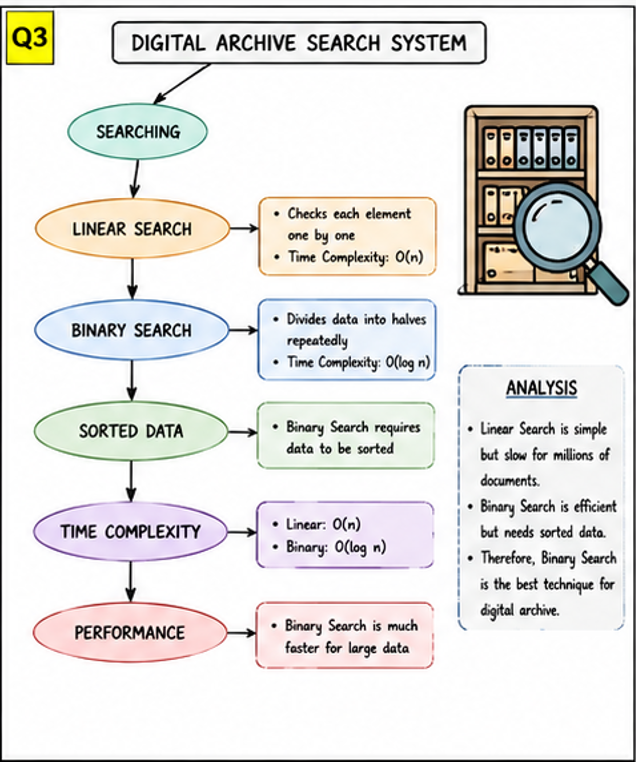 Q3
DIGITAL ARCHIVE SEARCH SYSTEM
SEARCHING
LINEAR SEARCH
• Checks each element
one by one
• Time Complexity: O(n)
BINARY SEARCH
• Divides data into halves
repeatedly
• Time Complexity: O(log n)
SORTED DATA
• Binary Search requires
data to be sorted
TIME COMPLEXITY
• Linear: O(n)
• Binary: O(log n)
PERFORMANCE
• Binary Search is much
faster for large data
ANALYSIS
• Linear Search is simple
but slow for millions of
documents.
• Binary Search is efficient
but needs sorted data.
• Therefore, Binary Search
is the best technique for
digital archive.